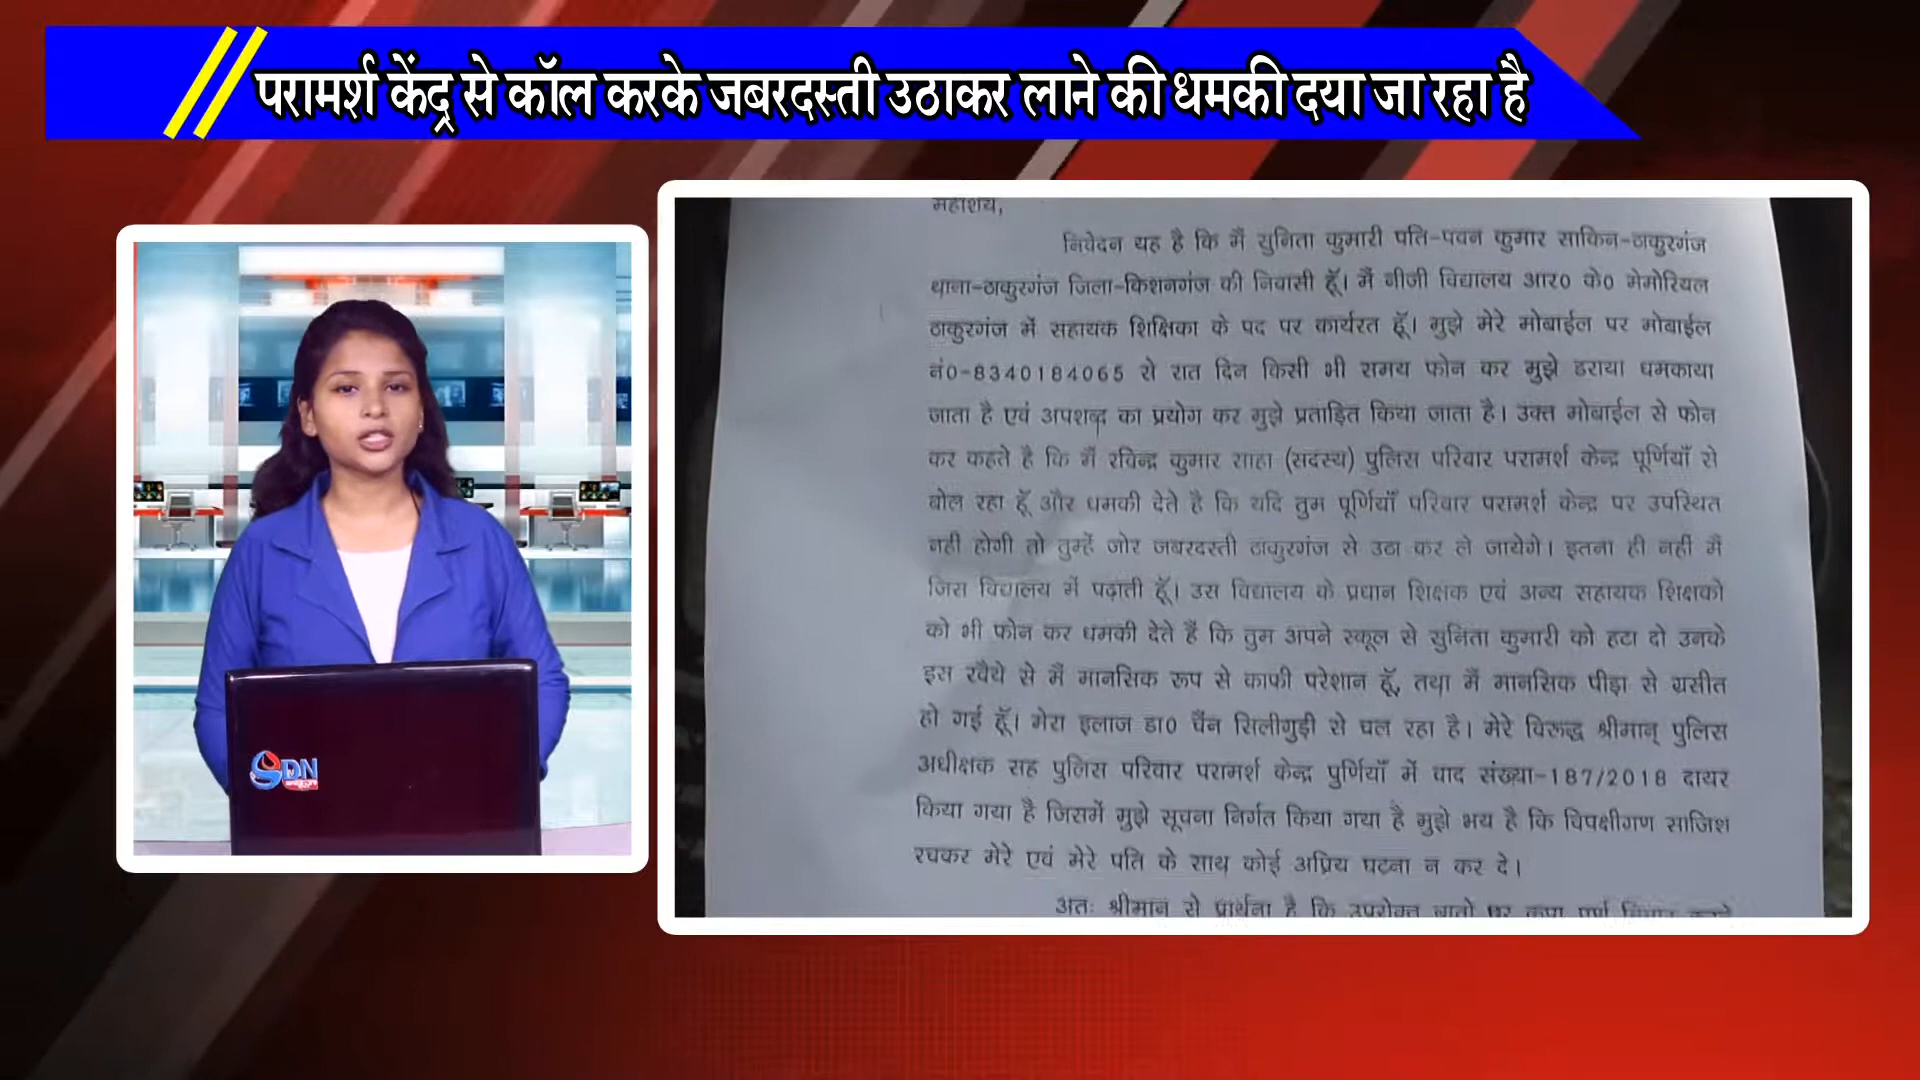 परामर्श केंद्र से कॉल करके जबरदस्ती उठाकर लाने की धमकी दया जा रहा है
महाशय,
निवेदन यह है कि मैं सुनिता कुमारी पति-पवन कुमार साकिन-ठाकुरगंज
थाना-ठाकुरगंज जिला-किशनगंज की निवासी हूँ। मैं नीजी विद्यालय आर० के० मेमोरियल
ठाकुरगंज में सहायक शिक्षिका के पद पर कार्यरत हूँ। मुझे मेरे मोबाईल पर मोबाईल
नं०-8340184065 से रात दिन किसी भी समय फोन कर मुझे डराया धमकाया
जाता है एवं अपशब्द का प्रयोग कर मुझे प्रताड़ित किया जाता है। उक्त मोबाईल से फोन
कर कहते है कि मैं रविन्द्र कुमार साहा (सदस्य) पुलिस परिवार परामर्श केन्द्र पूर्णियाँ से
बोल रहा हूँ और धमकी देते है कि यदि तुम पूर्णियाँ परिवार परामर्श केन्द्र पर उपस्थित
नहीं होगी तो तुम्हें जोर जबरदस्ती ठाकुरगंज से उठा कर ले जायेगे। इतना ही नहीं मैं
जिस विद्यालय में पढ़ाती हूँ। उस विद्यालय के प्रधान शिक्षक एवं अन्य सहायक शिक्षको
को भी फोन कर धमकी देते हैं कि तुम अपने स्कूल से सुनिता कुमारी को हटा दो उनके
इस रवैये से मैं मानसिक रूप से काफी परेशान हूँ, तथा मैं मानसिक पीड़ा से ग्रसीत
हो गई हूँ। मेरा इलाज डा० चैन सिलीगुड़ी से चल रहा है। मेरे विरूद्ध श्रीमान् पुलिस
अधीक्षक सह पुलिस परिवार परामर्श केन्द्र पुर्णियाँ में वाद संख्या-187/2018 दायर
किया गया है जिसमें मुझे सूचना निर्गत किया गया है मुझे भय है कि विपक्षीगण साजिश
रचकर मेरे एवं मेरे पति के साथ कोई अप्रिय घटना न कर दे।
अतः श्रीमान से प्रार्थना है कि उपरोक्त बातो पर कृपा पूर्ण विचार करते
SDN